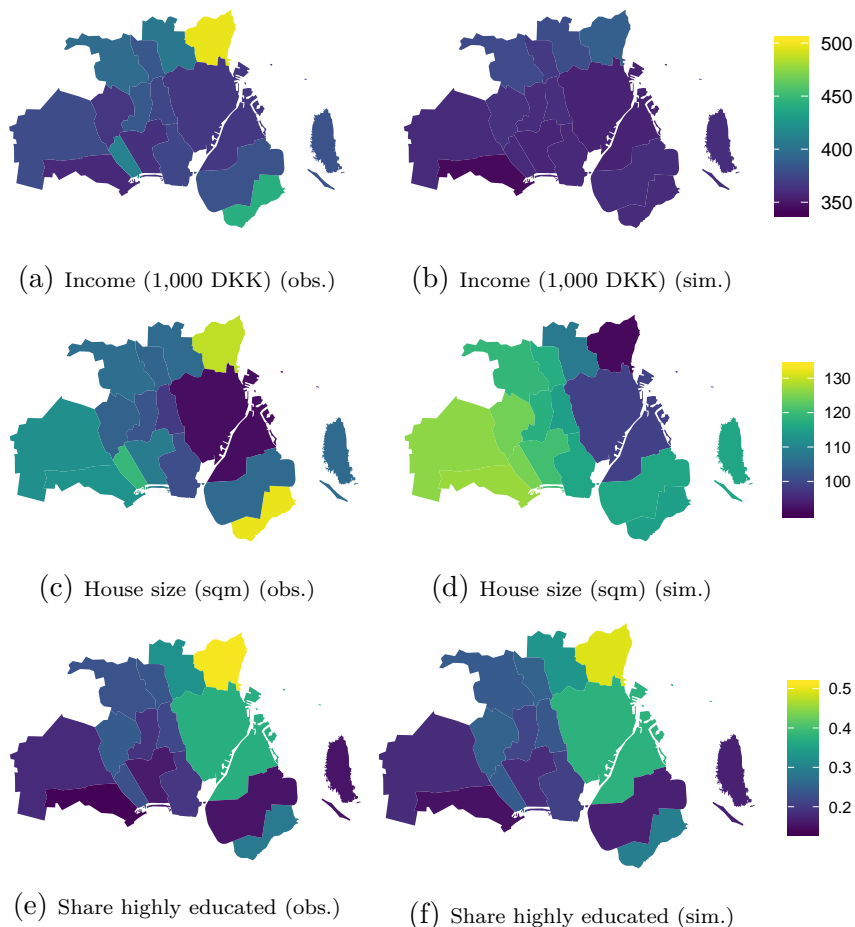 500
450
400
350
(a) Income (1,000 DKK) (obs.)
(b) Income (1,000 DKK) (sim.)
130
120
110
100
(c) House size (sqm) (obs.)
(d) House size (sqm) (sim.)
0.5
0.4
0.3
0.2
(e) Share highly educated (obs.)
(f) Share highly educated (sim.)